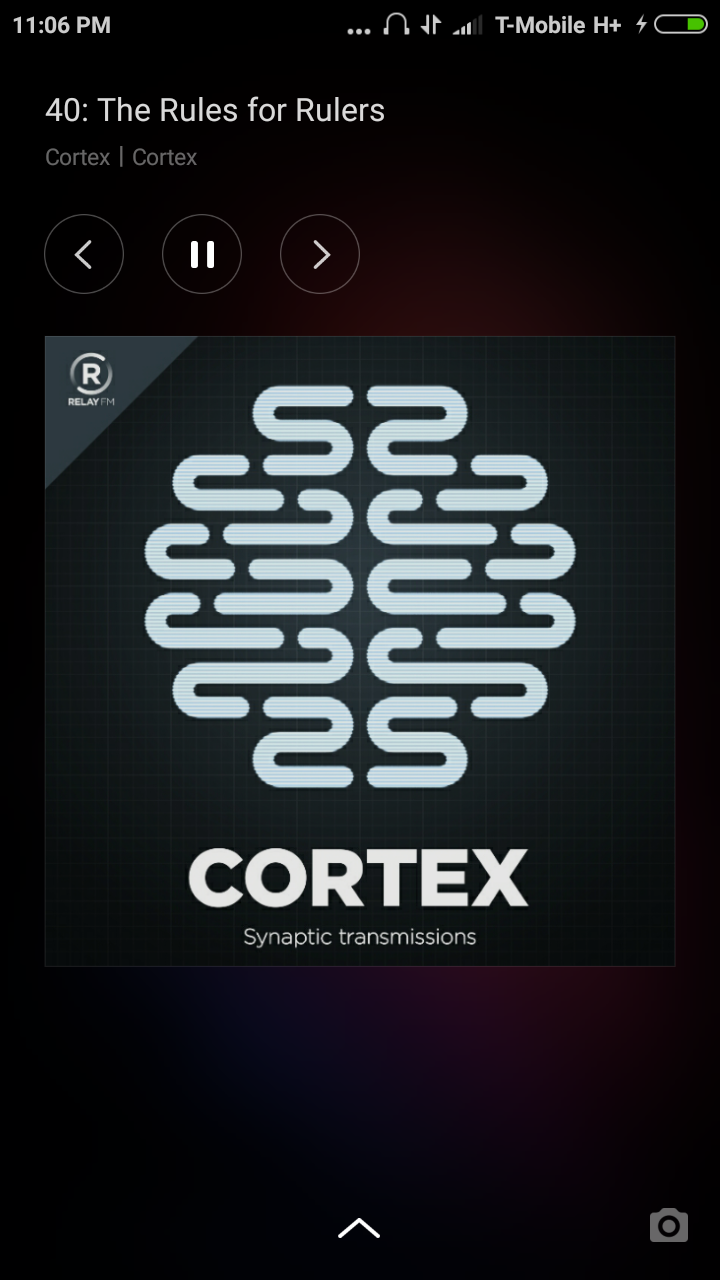 11:06 PM ... T-Mobile H+
40: The Rules for Rulers
Cortex | Cortex
R
RELAY FM
CORTEX
Synaptic transmissions